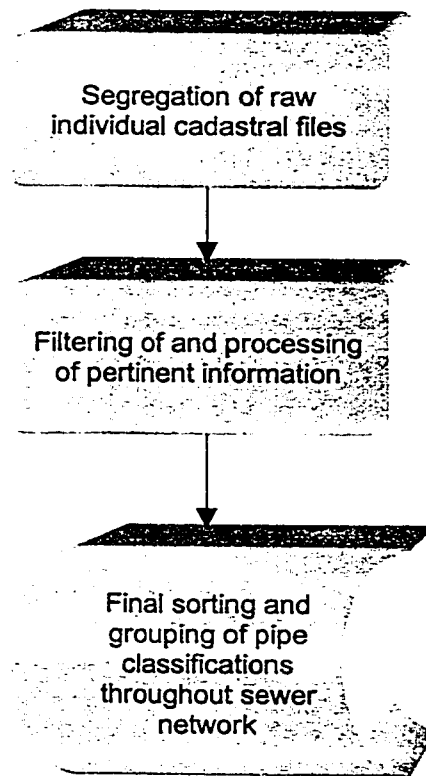 Segregation of raw
individual cadastral files
Filtering of and processing
of pertinent information
Final sorting and
grouping of pipe
classifications
throughout sewer
network